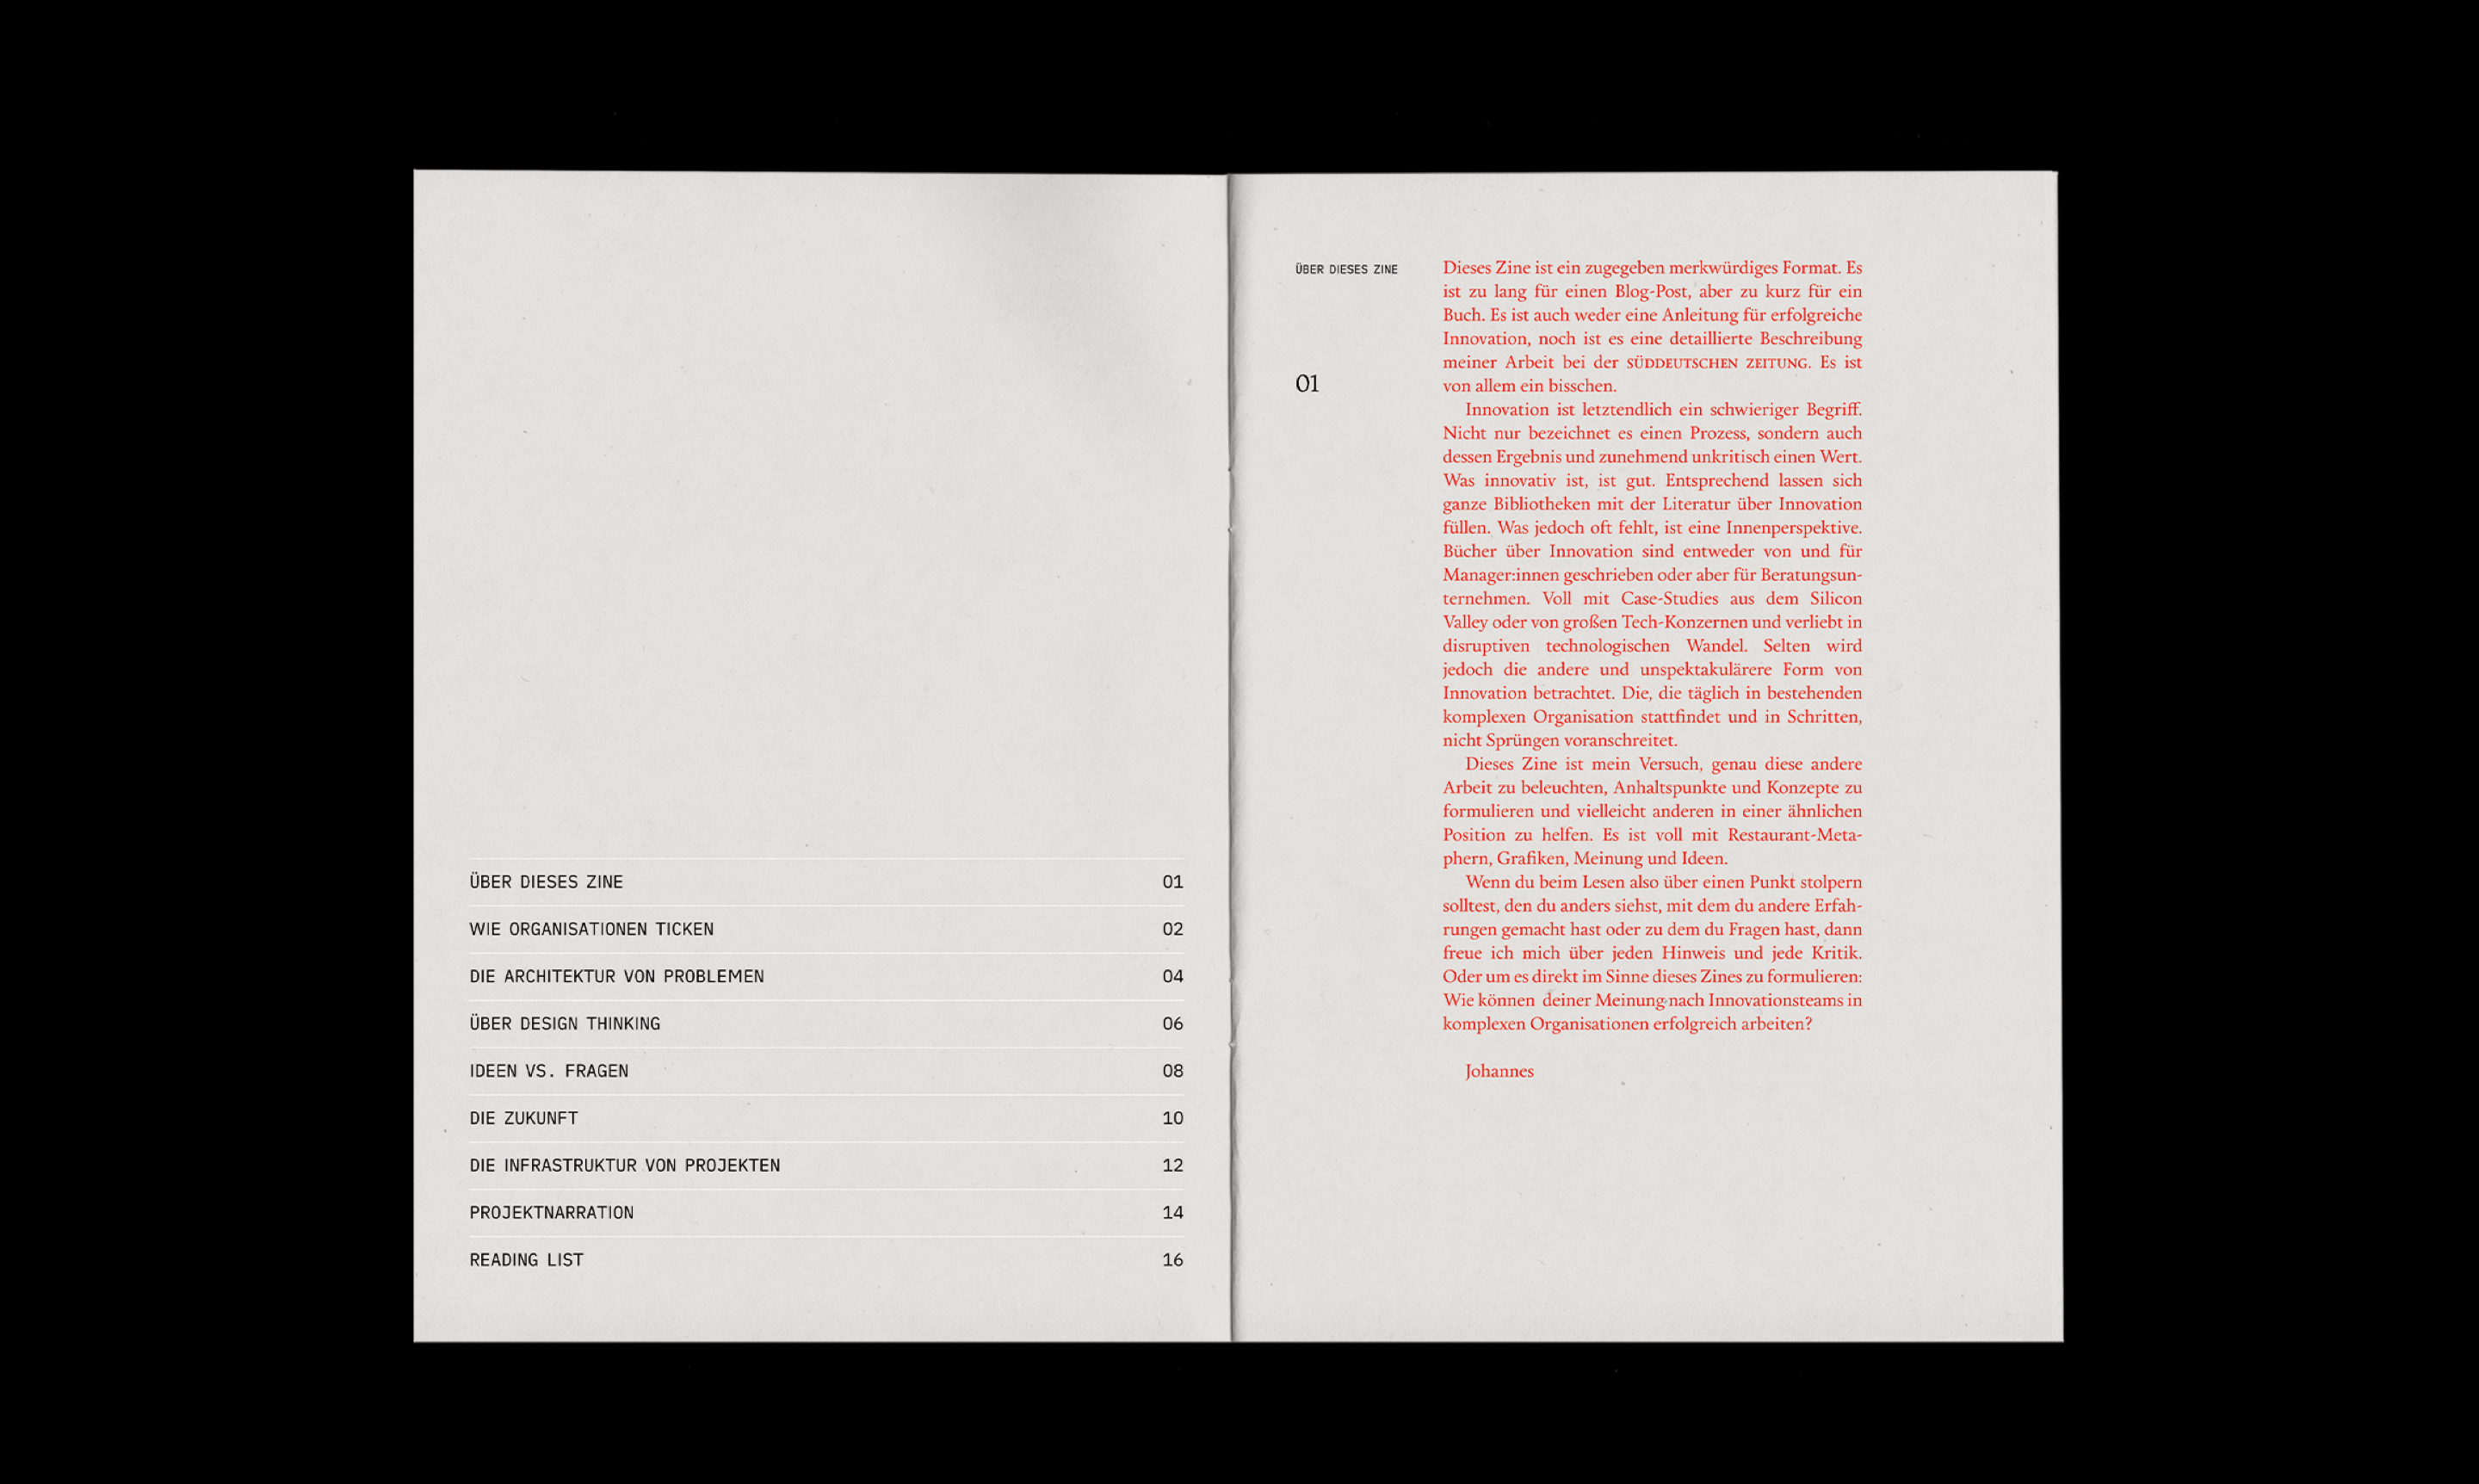 ÜBER DIESES ZINE 01
WIE ORGANISATIONEN TICKEN 02
DIE ARCHITEKTUR VON PROBLEMEN 04
ÜBER DESIGN THINKING 06
IDEEN VS. FRAGEN 08
DIE ZUKUNFT 10
DIE INFRASTRUKTUR VON PROJEKTEN 12
PROJEKTNARRATION 14
READING LIST 16
ÜBER DIESES ZINE
01
Dieses Zine ist ein zugegeben merkwürdiges Format. Es
ist zu lang für einen Blog-Post, aber zu kurz für ein
Buch. Es ist auch weder eine Anleitung für erfolgreiche
Innovation, noch ist es eine detaillierte Beschreibung
meiner Arbeit bei der SÜDDEUTSCHEN ZEITUNG. Es ist
von allem ein bisschen.
Innovation ist letztendlich ein schwieriger Begriff.
Nicht nur bezeichnet es einen Prozess, sondern auch
dessen Ergebnis und zunehmend unkritisch einen Wert.
Was innovativ ist, ist gut. Entsprechend lassen sich
ganze Bibliotheken mit der Literatur über Innovation
füllen. Was jedoch oft fehlt, ist eine Innenperspektive.
Bücher über Innovation sind entweder von und für
Manager:innen geschrieben oder aber für Beratungsun-
ternehmen. Voll mit Case-Studies aus dem Silicon
Valley oder von großen Tech-Konzernen und verliebt in
disruptiven technologischen Wandel. Selten wird
jedoch die andere und unspektakulärere Form von
Innovation betrachtet. Die, die täglich in bestehenden
komplexen Organisation stattfindet und in Schritten,
nicht Sprüngen voranschreitet.
Dieses Zine ist mein Versuch, genau diese andere
Arbeit zu beleuchten, Anhaltspunkte und Konzepte zu
formulieren und vielleicht anderen in einer ähnlichen
Position zu helfen. Es ist voll mit Restaurant-Meta-
phern, Grafiken, Meinung und Ideen.
Wenn du beim Lesen also über einen Punkt stolpern
solltest, den du anders siehst, mit dem du andere Erfah-
rungen gemacht hast oder zu dem du Fragen hast, dann
freue ich mich über jeden Hinweis und jede Kritik.
Oder um es direkt im Sinne dieses Zines zu formulieren:
Wie können deiner Meinung nach Innovationsteams in
komplexen Organisationen erfolgreich arbeiten?
Johannes